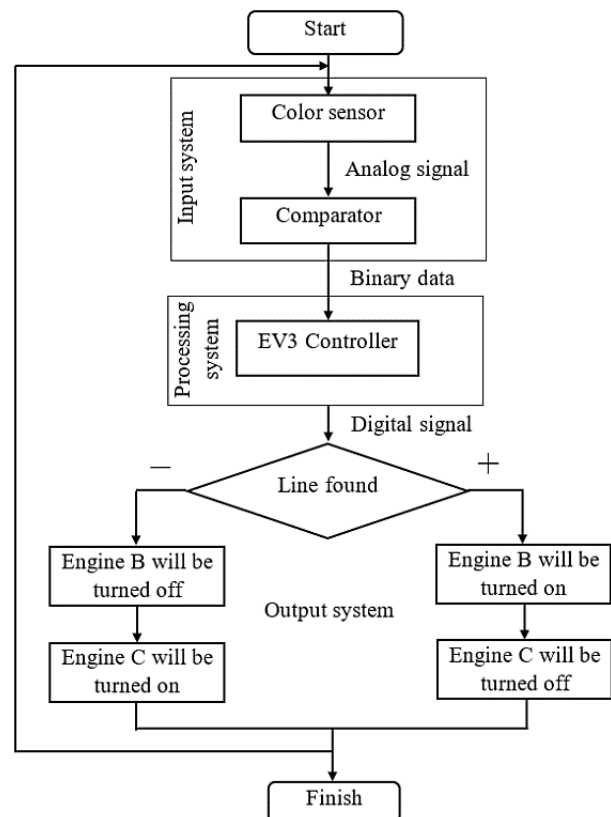 Start
Input system
Color sensor
Analog signal
Comparator
Binary data
Processing
system
EV3 Controller
Digital signal
—
+
Line found
Engine B will be
turned off
Engine B will be
turned on
Output system
Engine C will be
turned on
Engine C will be
turned off
Finish